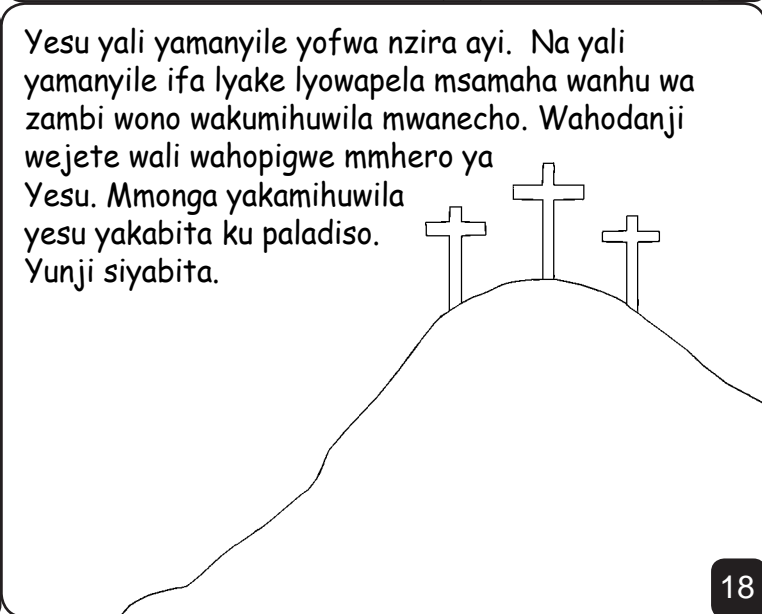 Yesu yali yamanyile yofwa nzira ayi.  Na yali
yamanyile ifa lyake lyowapela msamaha wanhu wa
zambi wono wakumihuwila mwanecho. Wahodanji
wejete wali wahopigwe mmhero ya
Yesu. Mmonga yakamihuwila
yesu yakabita ku paladiso.
Yunji siyabita.
18